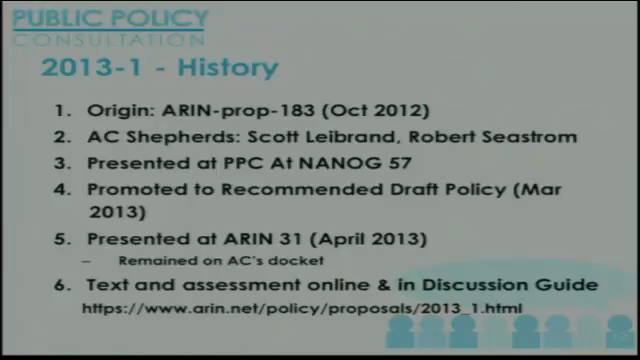 PUBLIC POLICY
CONSULTATION
2013-1 - History
1. Origin: ARIN-prop-183 (Oct 2012)
2. AC Shepherds: Scott Leibrand, Robert Seastrom
3. Presented at PPC At NANOG 57
4. Promoted to Recommended Draft Policy (Mar
2013)
5. Presented at ARIN 31 (April 2013)
– Remained on AC's docket
6. Text and assessment online & in Discussion Guide
https://www.arin.net/policy/proposals/2013_1.html